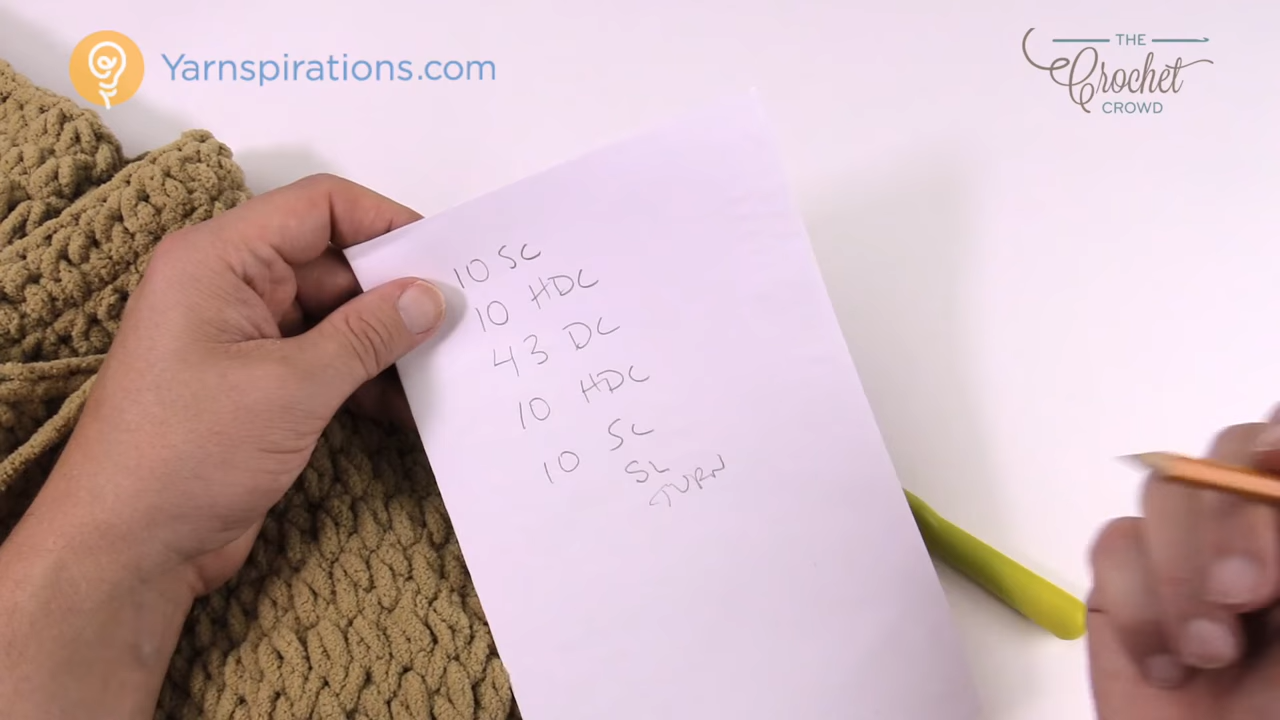 Yarnspirations.com
THE
Crochet
CROWD
10 SC
10 HDC
43 DC
10 HDC
10 SC
SL
TURN